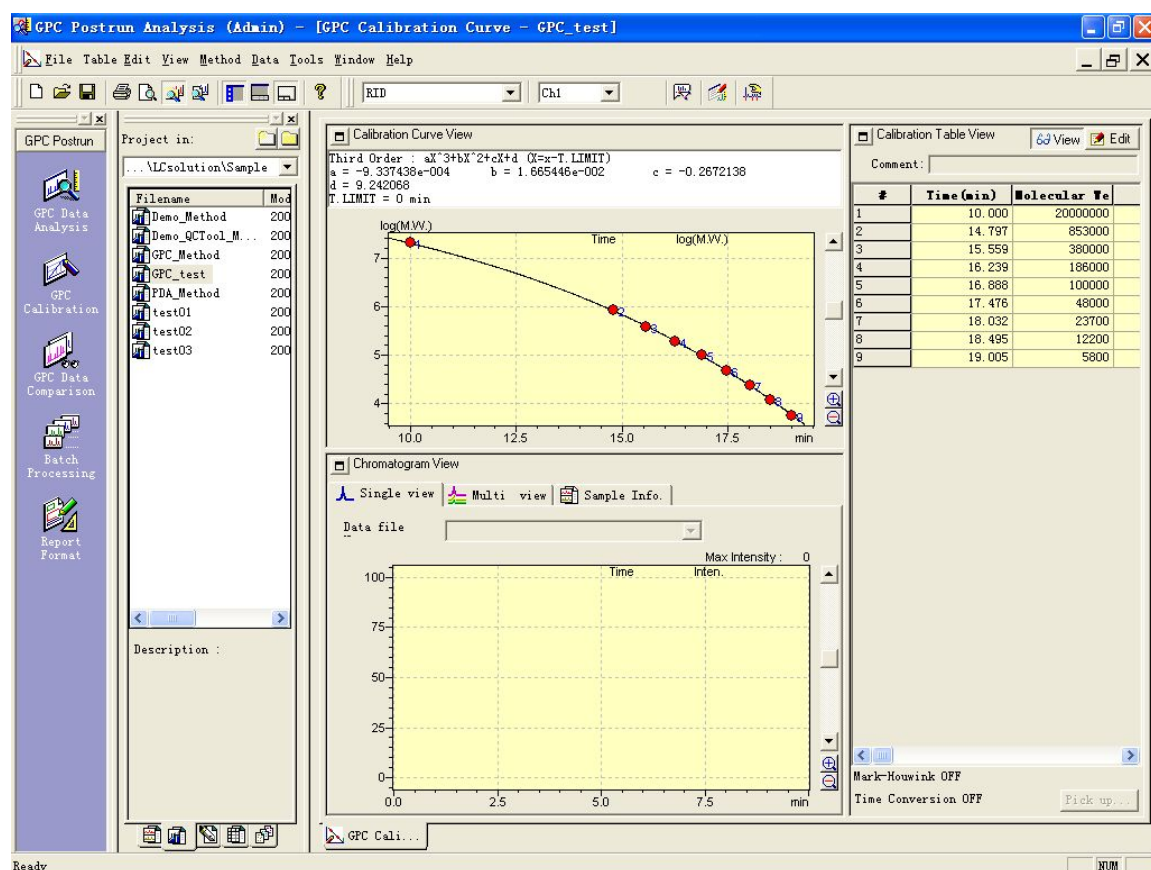 GPC Postrun Analysis (Admin) - [GPC Calibration Curve - GPC_test]
File Table Edit View Method Data Tools Window Help
RID Ch1
GPC Postrun
GPC Data
Analysis
GPC
Calibration
GPC Data
Comparison
Batch
Processing
Report
Format
Project in:
...\LCsolution\Sample
Filename Mod
Demo_Method 200
Demo_QCTool_M... 200
GPC_Method 200
GPC_test 200
PDA_Method 200
test01 200
test02 200
test03 200
Description :
Calibration Curve View
Third Order : aX^3+bX^2+cX+d (X=x-T.LIMIT)
a = -9.337438e-004 b = 1.665446e-002 c = -0.2672138
d = 9.242068
T.LIMIT = 0 min
log(M.W.)
Time log(M.W.)
7
6
5
4
1
2
3
4
5
6
7
8
9
10.0 12.5 15.0 17.5 min
Chromatogram View
Single view Multi view Sample Info.
Data file
Max Intensity : 0
Time Inten.
100
75
50
25
0
0.0 2.5 5.0 7.5 min
GPC Cali...
Calibration Table View View Edit
Comment:
# Time(min) Molecular We
1 10.000 20000000
2 14.797 853000
3 15.559 380000
4 16.239 186000
5 16.888 100000
6 17.476 48000
7 18.032 23700
8 18.495 12200
9 19.005 5800
Mark-Houwink OFF
Time Conversion OFF Pick up...
Ready NUM